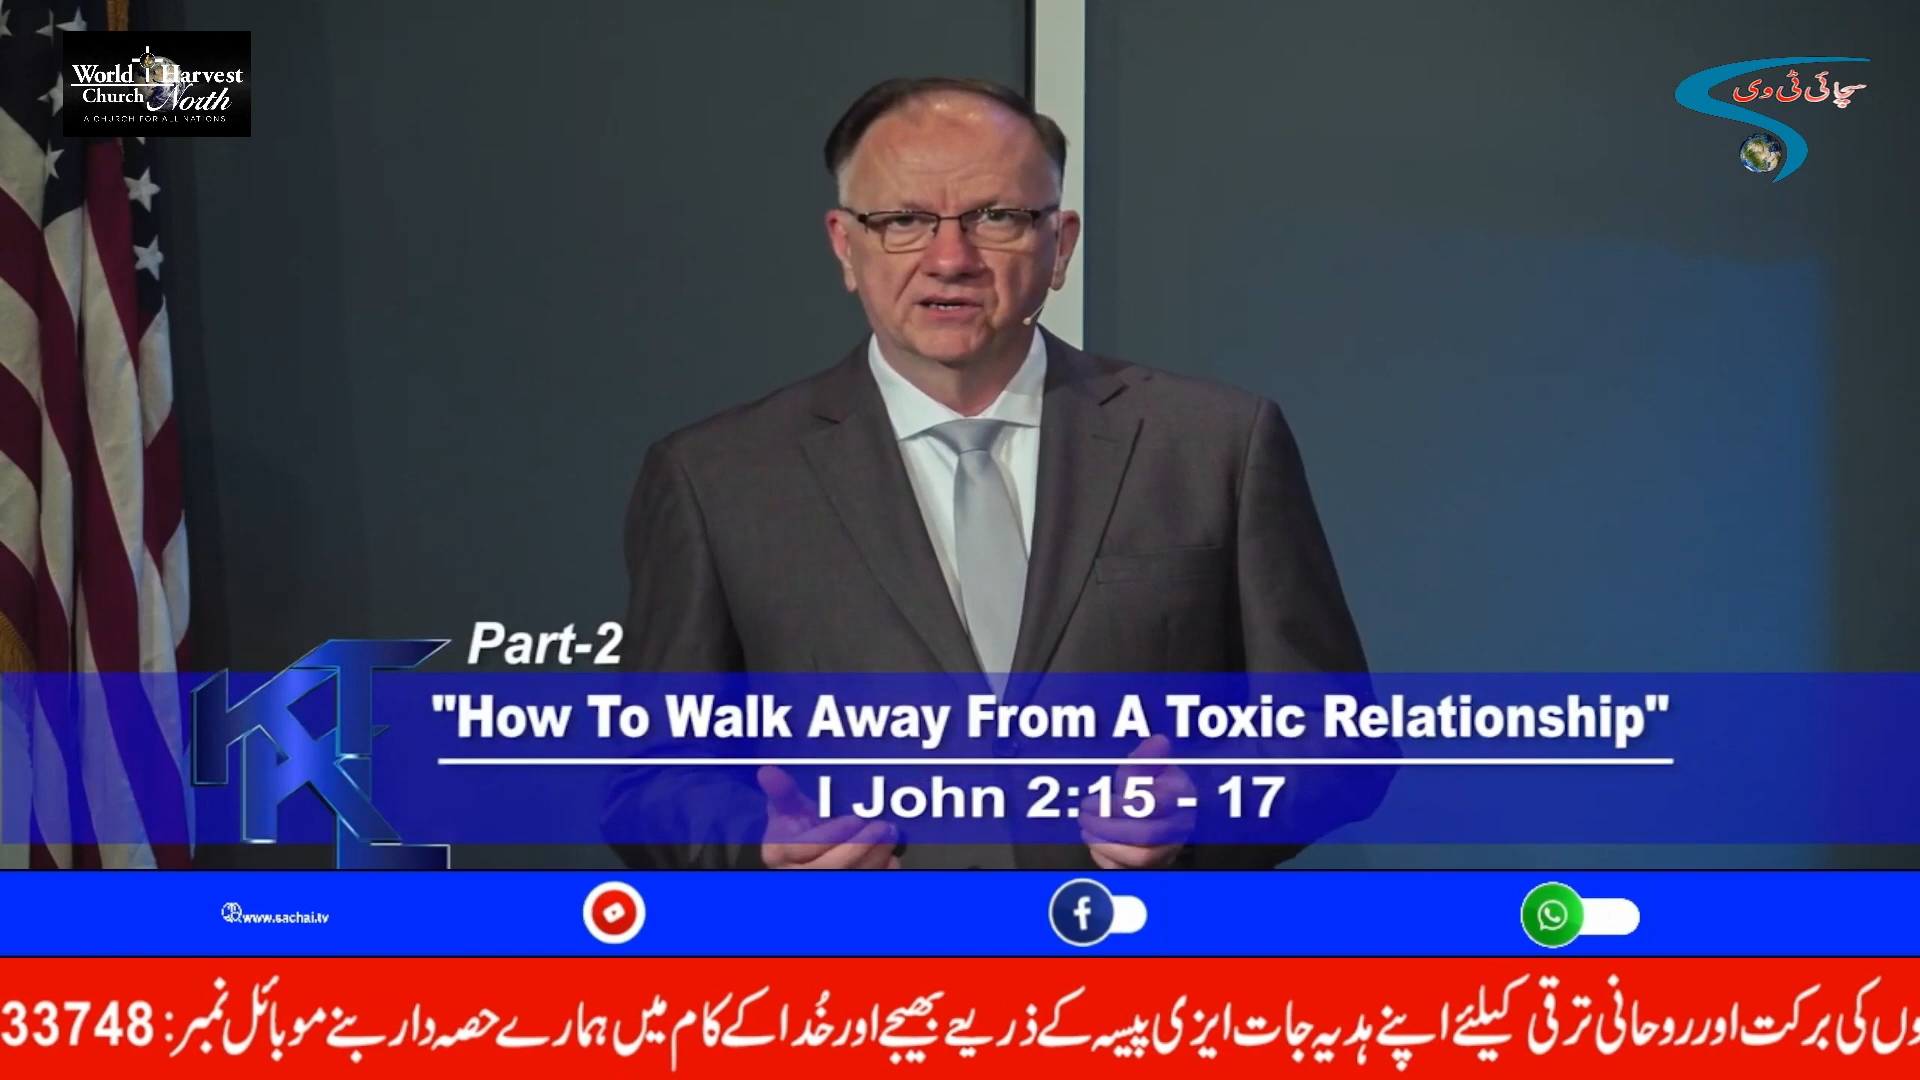 World Harvest
Church North
A CHURCH FOR ALL NATIONS
سچائی ٹی وی
Part-2
"How To Walk Away From A Toxic Relationship"
I John 2:15 - 17
www.sachai.tv
وں کی برکت اور روحانی ترقی کیلئے اپنے ہدیہ جات ایزی پیسہ کے ذریعے بھیجے اور خُدا کے کام میں ہمارے حصہ دار بنے موبائل نمبر: 33748